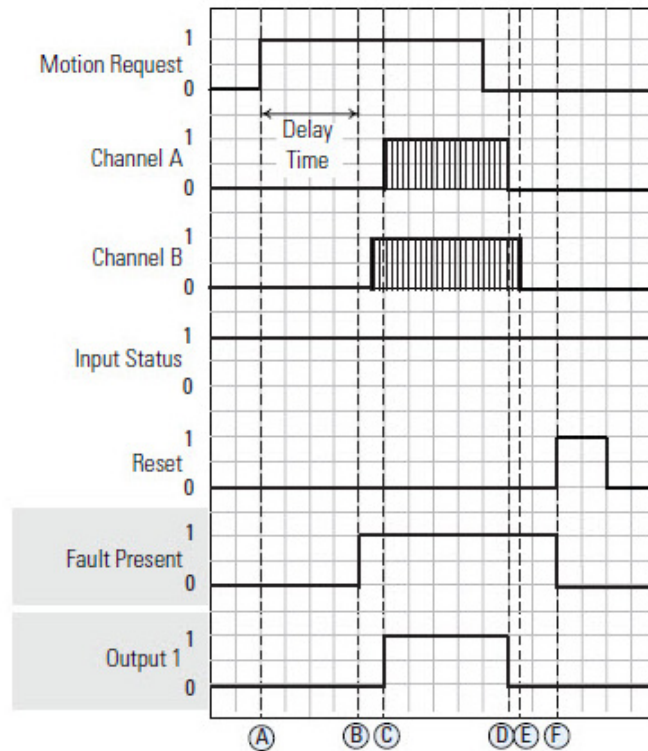 1
Motion Request
0
Delay
Time
1
Channel A
0
1
Channel B
0
1
Input Status
0
1
Reset
0
1
Fault Present
0
1
Output 1
0
A B C D E F